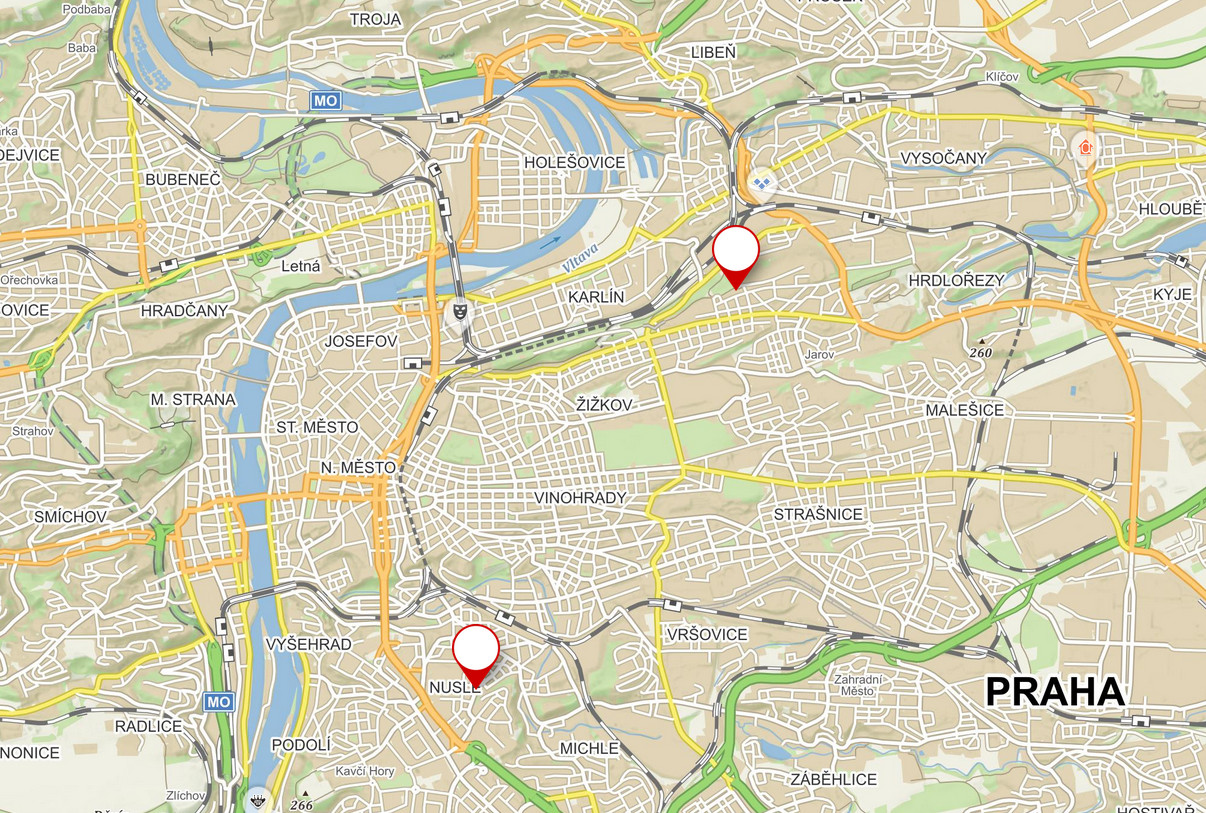 Podbaba
TROJA
Baba
LIBEŇ
Klíčov
MO
DEJVICE
BUBENEČ
HOLEŠOVICE
VYSOČANY
HLOUBĚT
Vltava
Letná
Ořechovka
OVICE
HRADČANY
KARLÍN
HRDLOŘEZY
KYJE
JOSEFOV
Jarov
260
M. STRANA
ŽIŽKOV
MALEŠICE
Strahov
ST. MĚSTO
N. MĚSTO
VINOHRADY
SMÍCHOV
STRAŠNICE
VYŠEHRAD
VRŠOVICE
NUSLE
Zahradní
Město
PRAHA
MO
RADLICE
PODOLÍ
NONICE
MICHLE
Kavčí Hory
ZÁBĚHLICE
Zlíchov
266
HOSTIVAŘ